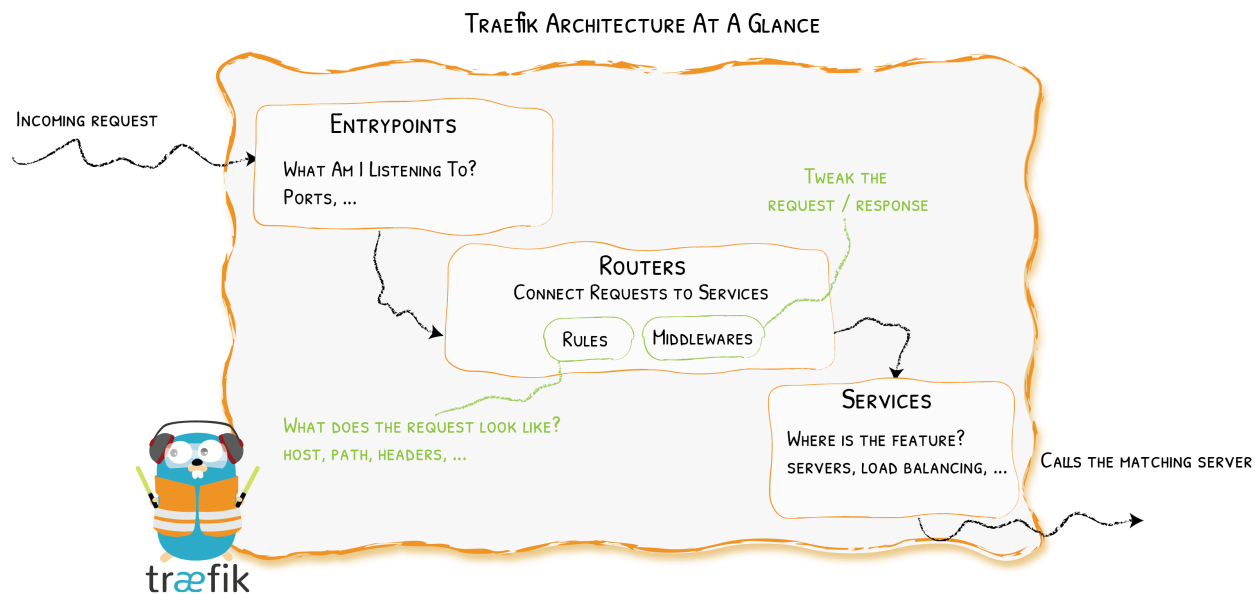 Traefik Architecture At A Glance
Incoming request
Entrypoints
What Am I Listening To?
Ports, ...
Tweak the
request / response
Routers
Connect Requests to Services
Rules
Middlewares
What does the request look like?
host, path, headers, ...
Services
Where is the feature?
servers, load balancing, ...
Calls the matching server
træfik